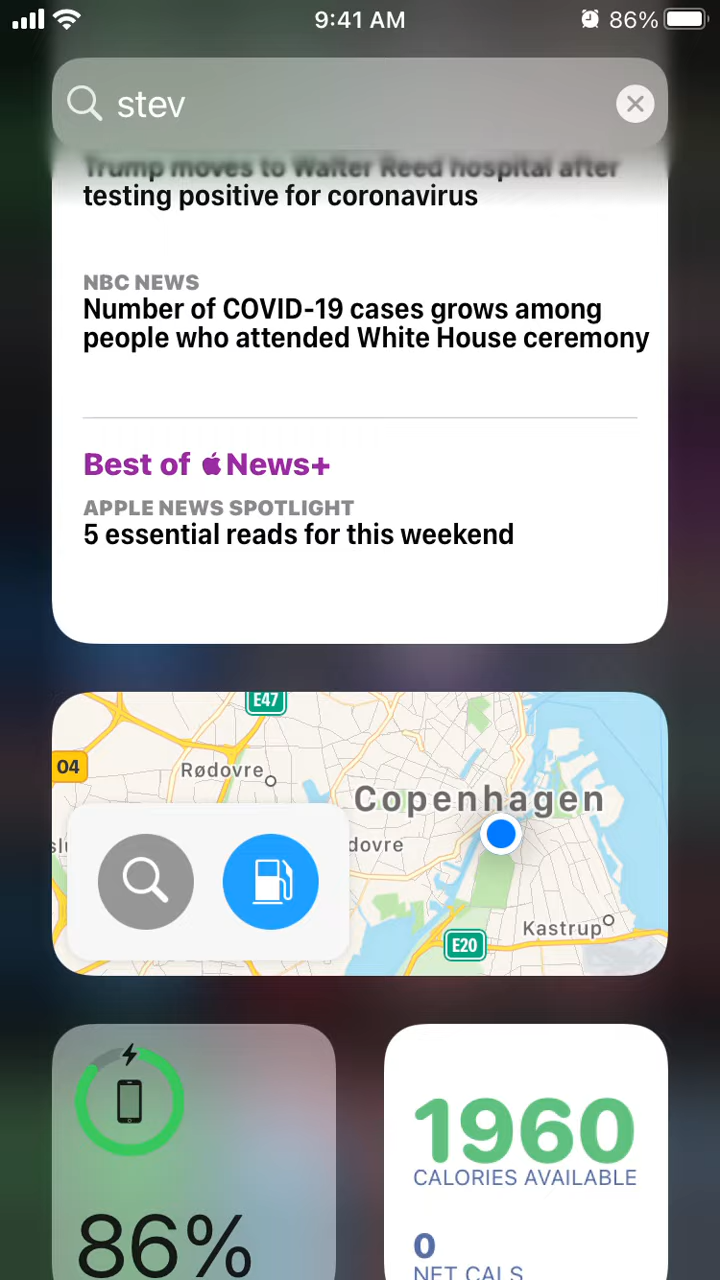 9:41 AM
86%
stev
Trump moves to Walter Reed hospital after
testing positive for coronavirus
NBC NEWS
Number of COVID-19 cases grows among
people who attended White House ceremony
Best of News+
APPLE NEWS SPOTLIGHT
5 essential reads for this weekend
E47
04
Rødovre
Copenhagen
dovre
Kastrup
E20
1960
CALORIES AVAILABLE
86%
0
NET CALS